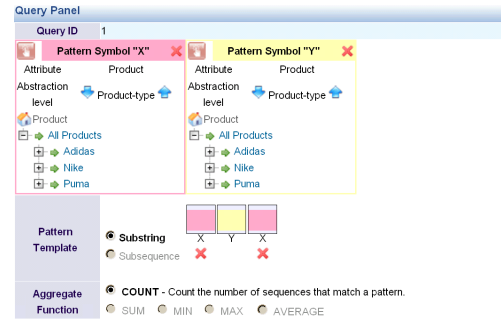 Query Panel
Query ID 1
Pattern Symbol "X" Pattern Symbol "Y"
Attribute Product Attribute Product
Abstraction level Product-type Abstraction level Product-type
Product Product
All Products All Products
Adidas Adidas
Nike Nike
Puma Puma
Pattern Template
Substring X Y X
Subsequence
Aggregate Function
COUNT - Count the number of sequences that match a pattern.
SUM MIN MAX AVERAGE